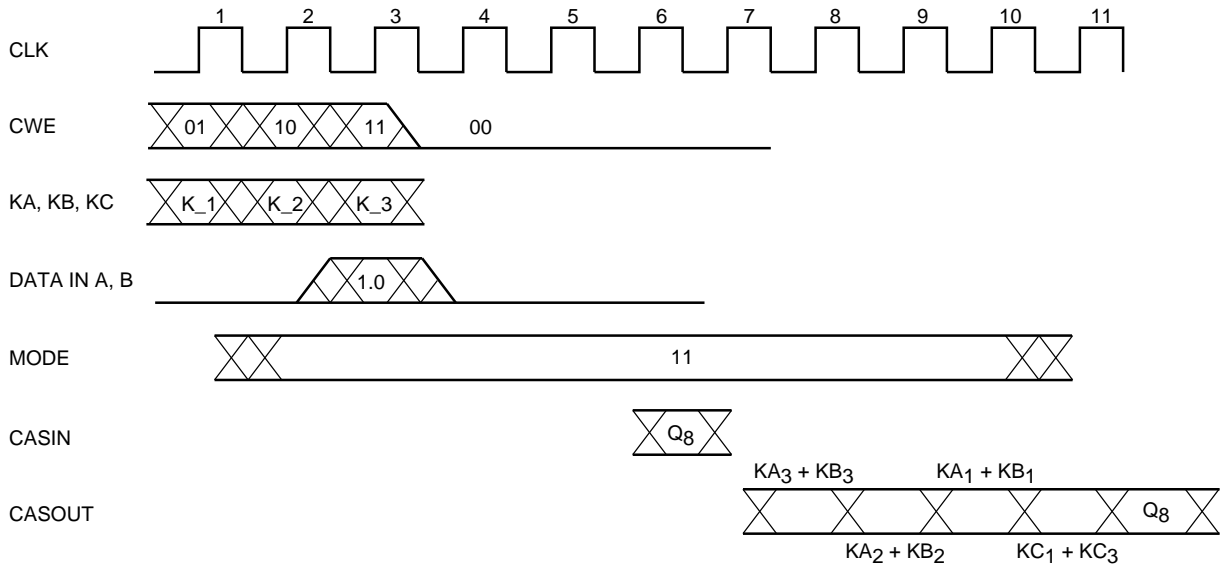 1 2 3 4 5 6 7 8 9 10 11
CLK
CWE 01 10 11 00
KA, KB, KC K_1 K_2 K_3
DATA IN A, B 1.0
MODE 11
CASIN Q8
KA3 + KB3 KA1 + KB1
CASOUT Q8
KA2 + KB2 KC1 + KC3